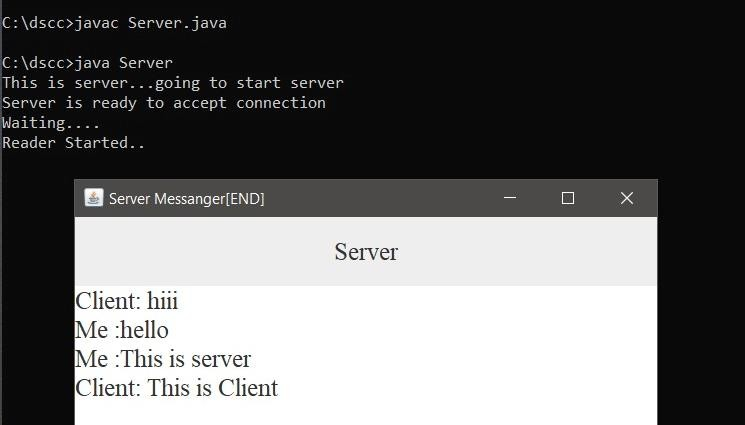 C:\dscc>javac Server.java
C:\dscc>java Server
This is server...going to start server
Server is ready to accept connection
Waiting....
Reader Started..
Server Messanger[END]
Server
Client: hiii
Me :hello
Me :This is server
Client: This is Client